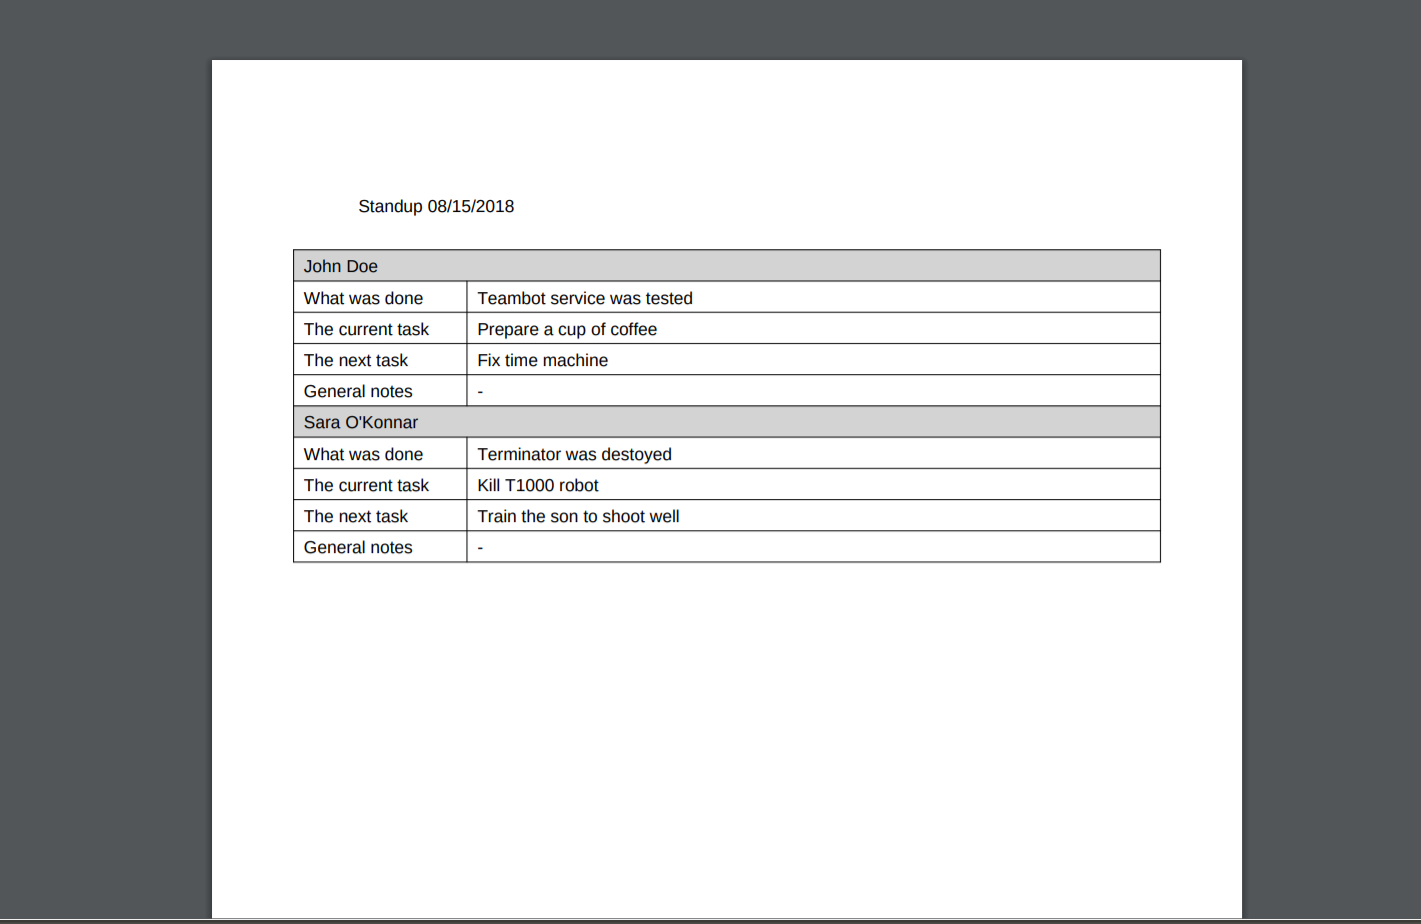 Standup 08/15/2018
John Doe
What was done Teambot service was tested
The current task Prepare a cup of coffee
The next task Fix time machine
General notes -
Sara O'Konnar
What was done Terminator was destoyed
The current task Kill T1000 robot
The next task Train the son to shoot well
General notes -